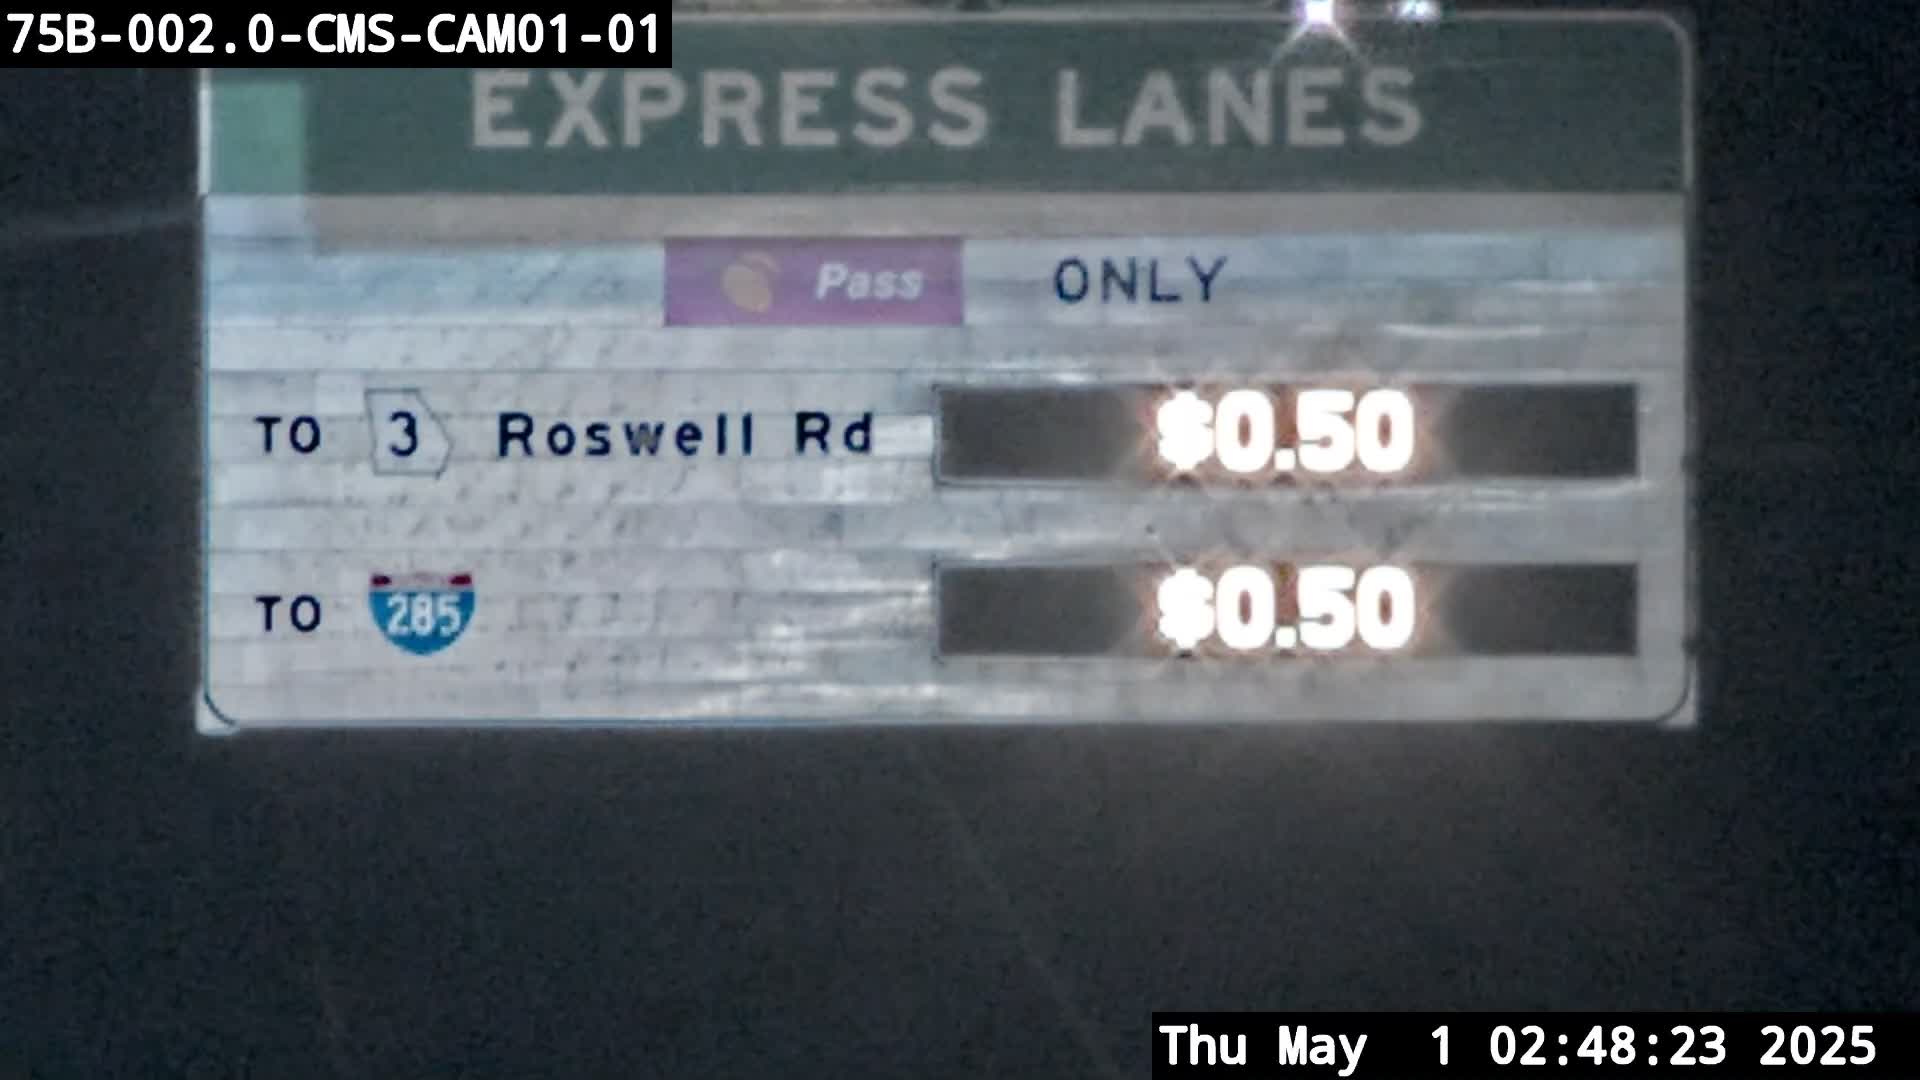 75B-002.0-CMS-CAM01-01
EXPRESS LANES
Pass ONLY
TO 3 Roswell Rd $0.50
TO 285 $0.50
Thu May 1 02:48:23 2025